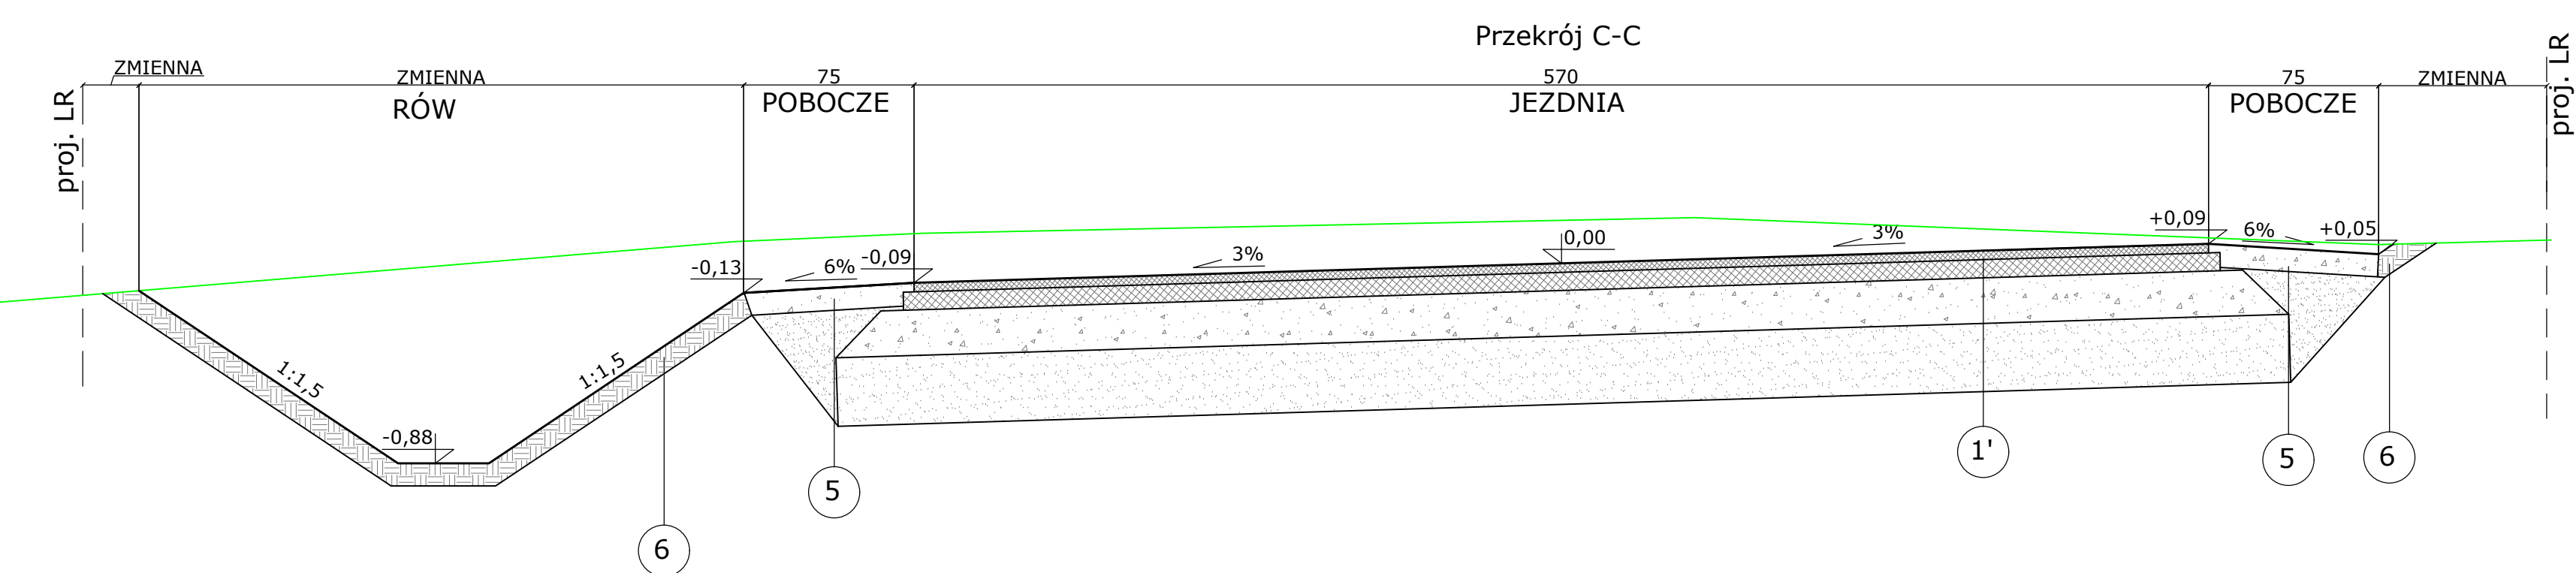 Przekrój C-C
ZMIENNA
ZMIENNA
75
570
75
ZMIENNA
proj. LR
RÓW
POBOCZE
JEZDNIA
POBOCZE
proj. LR
-0,13
6%
-0,09
3%
0,00
3%
+0,09
6%
+0,05
1:1,5
1:1,5
-0,88
6
5
1'
5
6